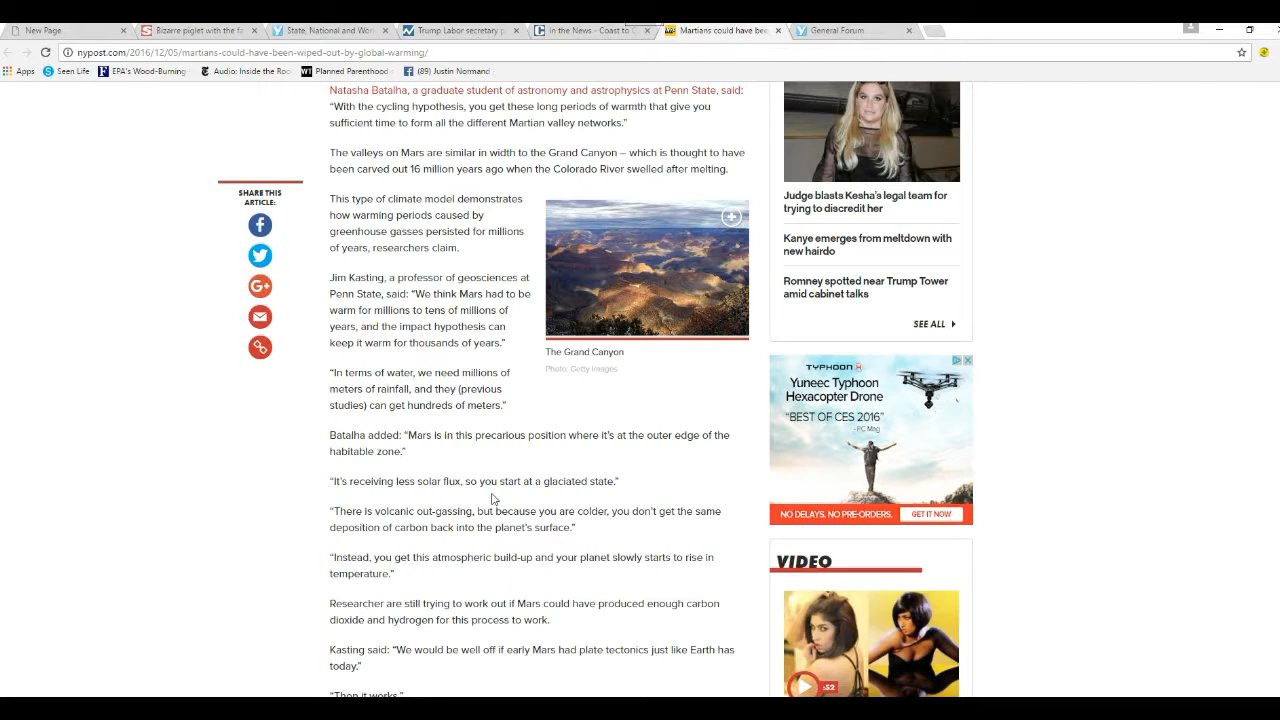 New Page
Bizarre piglet with the fa
State, National and Wor
Trump Labor secretary p
In the News - Coast to C
Martians could have bee
General Forum
nypost.com/2016/12/05/martians-could-have-been-wiped-out-by-global-warming/
Apps
Seen Life
EPA's Wood-Burning
Audio: Inside the Roo
Planned Parenthood
(89) Justin Normand
Natasha Batalha, a graduate student of astronomy and astrophysics at Penn State, said:
“With the cycling hypothesis, you get these long periods of warmth that give you
sufficient time to form all the different Martian valley networks.”
The valleys on Mars are similar in width to the Grand Canyon – which is thought to have
been carved out 16 million years ago when the Colorado River swelled after melting.
SHARE THIS
ARTICLE:
This type of climate model demonstrates
how warming periods caused by
greenhouse gasses persisted for millions
of years, researchers claim.
Jim Kasting, a professor of geosciences at
Penn State, said: “We think Mars had to be
warm for millions to tens of millions of
years, and the impact hypothesis can
keep it warm for thousands of years.”
The Grand Canyon
Photo: Getty Images
“In terms of water, we need millions of
meters of rainfall, and they (previous
studies) can get hundreds of meters.”
Batalha added: “Mars is in this precarious position where it's at the outer edge of the
habitable zone.”
“It's receiving less solar flux, so you start at a glaciated state.”
“There is volcanic out-gassing, but because you are colder, you don't get the same
deposition of carbon back into the planet's surface.”
“Instead, you get this atmospheric build-up and your planet slowly starts to rise in
temperature.”
Researcher are still trying to work out if Mars could have produced enough carbon
dioxide and hydrogen for this process to work.
Kasting said: “We would be well off if early Mars had plate tectonics just like Earth has
today.”
“Then it works.”
Judge blasts Kesha's legal team for
trying to discredit her
Kanye emerges from meltdown with
new hairdo
Romney spotted near Trump Tower
amid cabinet talks
SEE ALL
TYPHOON H
Yuneec Typhoon
Hexacopter Drone
“BEST OF CES 2016”
-PC Mag
NO DELAYS. NO PRE-ORDERS.
GET IT NOW
VIDEO
:52